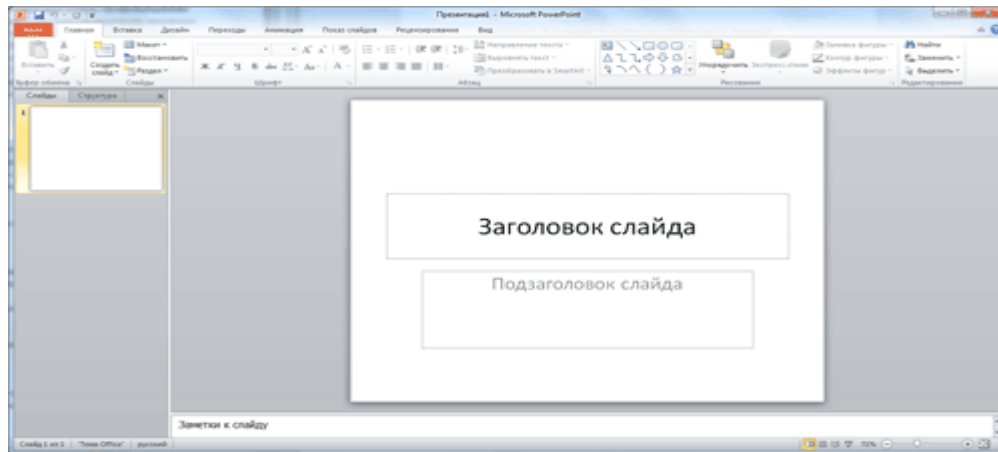 Презентация1 - Microsoft PowerPoint
Файл Главная Вставка Дизайн Переходы Анимация Показ слайдов Рецензирование Вид
Вставить
Создать слайд
Макет
Восстановить
Раздел
Направление текста
Выровнять текст
Преобразовать в SmartArt
Упорядочить Экспресс-стили
Заливка фигуры
Контур фигуры
Эффекты фигур
Найти
Заменить
Выделить
Буфер обмена Слайды Шрифт Абзац Рисование Редактирование
Слайды Структура
1
Заголовок слайда
Подзаголовок слайда
Заметки к слайду
Слайд 1 из 1 "Тема Office" русский 72%